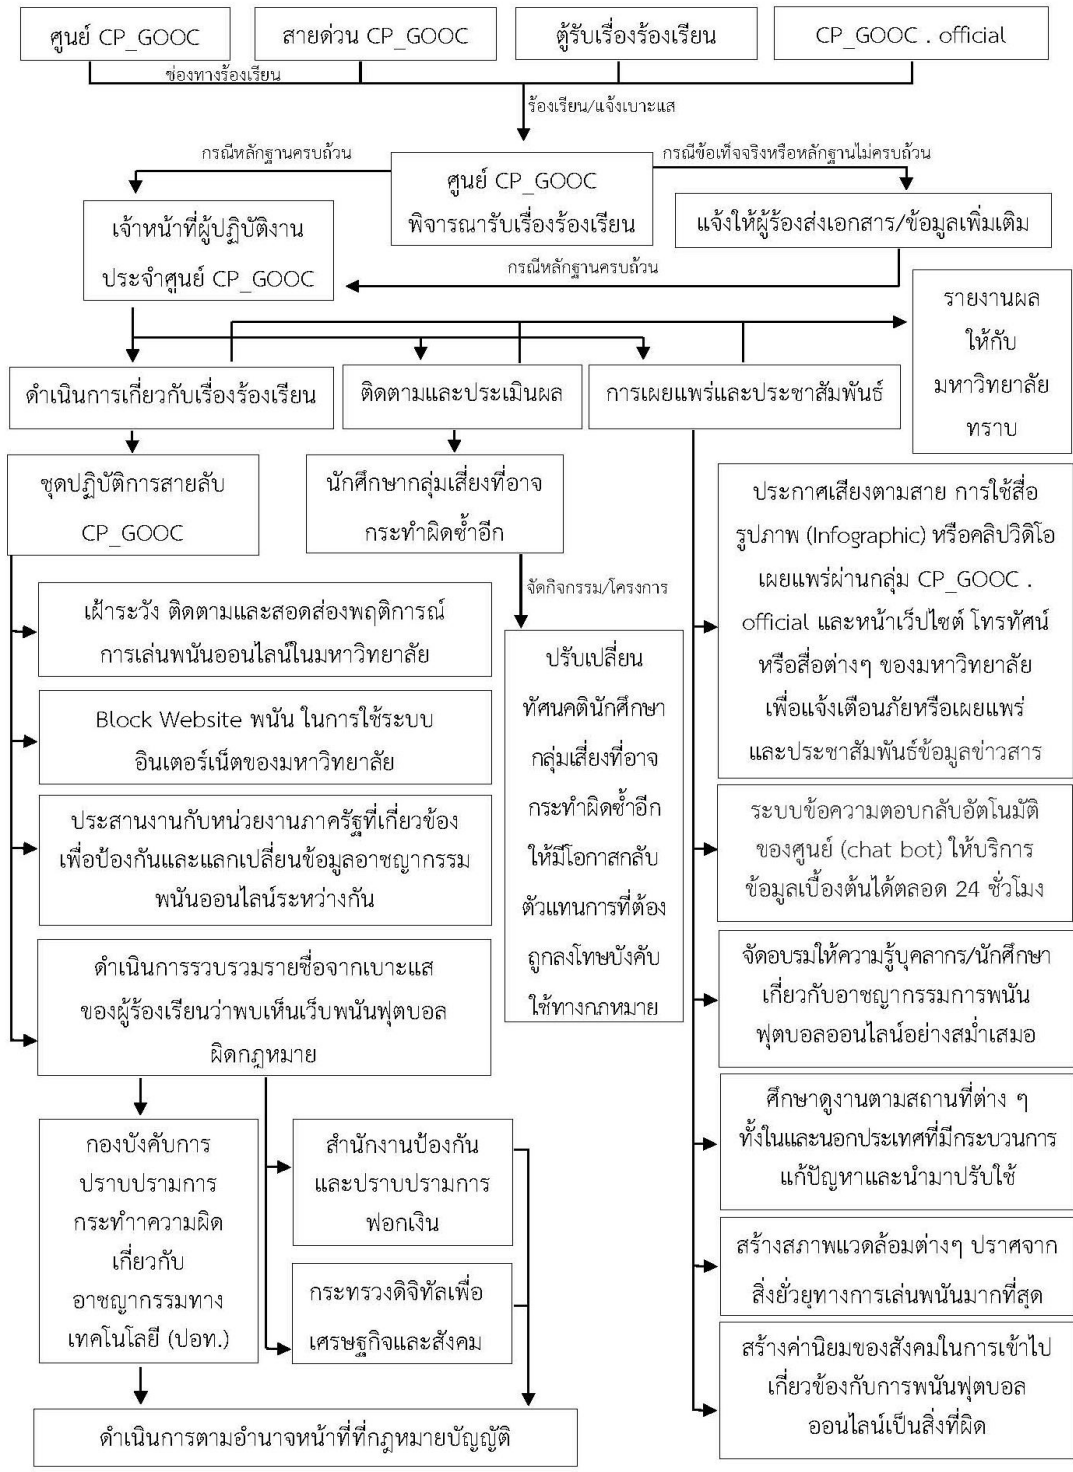 ศูนย์ CP_GOOC
สายด่วน CP_GOOC
ตู้รับเรื่องร้องเรียน
CP_GOOC . official
ช่องทางร้องเรียน
ร้องเรียน/แจ้งเบาะแส
กรณีหลักฐานครบถ้วน
กรณีข้อเท็จจริงหรือหลักฐานไม่ครบถ้วน
ศูนย์ CP_GOOC
พิจารณารับเรื่องร้องเรียน
เจ้าหน้าที่ผู้ปฏิบัติงาน
ประจำศูนย์ CP_GOOC
แจ้งให้ผู้ร้องส่งเอกสาร/ข้อมูลเพิ่มเติม
กรณีหลักฐานครบถ้วน
รายงานผล
ให้กับ
มหาวิทยาลัย
ทราบ
ดำเนินการเกี่ยวกับเรื่องร้องเรียน
ติดตามและประเมินผล
การเผยแพร่และประชาสัมพันธ์
ชุดปฏิบัติการสายลับ
CP_GOOC
นักศึกษากลุ่มเสี่ยงที่อาจ
กระทำผิดซ้ำอีก
จัดกิจกรรม/โครงการ
เฝ้าระวัง ติดตามและสอดส่องพฤติการณ์
การเล่นพนันออนไลน์ในมหาวิทยาลัย
Block Website พนัน ในการใช้ระบบ
อินเตอร์เน็ตของมหาวิทยาลัย
ประสานงานกับหน่วยงานภาครัฐที่เกี่ยวข้อง
เพื่อป้องกันและแลกเปลี่ยนข้อมูลอาชญากรรม
พนันออนไลน์ระหว่างกัน
ดำเนินการรวบรวมรายชื่อจากเบาะแส
ของผู้ร้องเรียนว่าพบเห็นเว็บพนันฟุตบอล
ผิดกฎหมาย
ปรับเปลี่ยน
ทัศนคตินักศึกษา
กลุ่มเสี่ยงที่อาจ
กระทำผิดซ้ำอีก
ให้มีโอกาสกลับ
ตัวแทนการที่ต้อง
ถูกลงโทษบังคับ
ใช้ทางกฎหมาย
ประกาศเสียงตามสาย การใช้สื่อ
รูปภาพ (Infographic) หรือคลิปวิดิโอ
เผยแพร่ผ่านกลุ่ม CP_GOOC .
official และหน้าเว็ปไซต์ โทรทัศน์
หรือสื่อต่างๆ ของมหาวิทยาลัย
เพื่อแจ้งเตือนภัยหรือเผยแพร่
และประชาสัมพันธ์ข้อมูลข่าวสาร
ระบบข้อความตอบกลับอัตโนมัติ
ของศูนย์ (chat bot) ให้บริการ
ข้อมูลเบื้องต้นได้ตลอด 24 ชั่วโมง
จัดอบรมให้ความรู้บุคลากร/นักศึกษา
เกี่ยวกับอาชญากรรมการพนัน
ฟุตบอลออนไลน์อย่างสม่ำเสมอ
ศึกษาดูงานตามสถานที่ต่าง ๆ
ทั้งในและนอกประเทศที่มีกระบวนการ
แก้ปัญหาและนำมาปรับใช้
สร้างสภาพแวดล้อมต่างๆ ปราศจาก
สิ่งยั่วยุทางการเล่นพนันมากที่สุด
สร้างค่านิยมของสังคมในการเข้าไป
เกี่ยวข้องกับการพนันฟุตบอล
ออนไลน์เป็นสิ่งที่ผิด
กองบังคับการ
ปราบปรามการ
กระทำาความผิด
เกี่ยวกับ
อาชญากรรมทาง
เทคโนโลยี (ปอท.)
สำนักงานป้องกัน
และปราบปรามการ
ฟอกเงิน
กระทรวงดิจิทัลเพื่อ
เศรษฐกิจและสังคม
ดำเนินการตามอำนาจหน้าที่ที่กฎหมายบัญญัติ